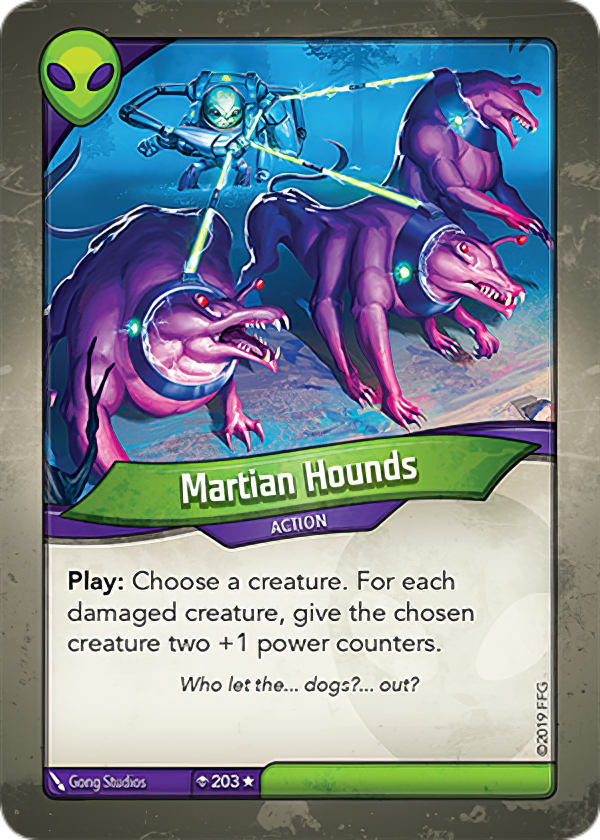 Martian Hounds
ACTION
Play: Choose a creature. For each
damaged creature, give the chosen
creature two +1 power counters.
Who let the... dogs?... out?
©2019 FFG
Gong Studios
203